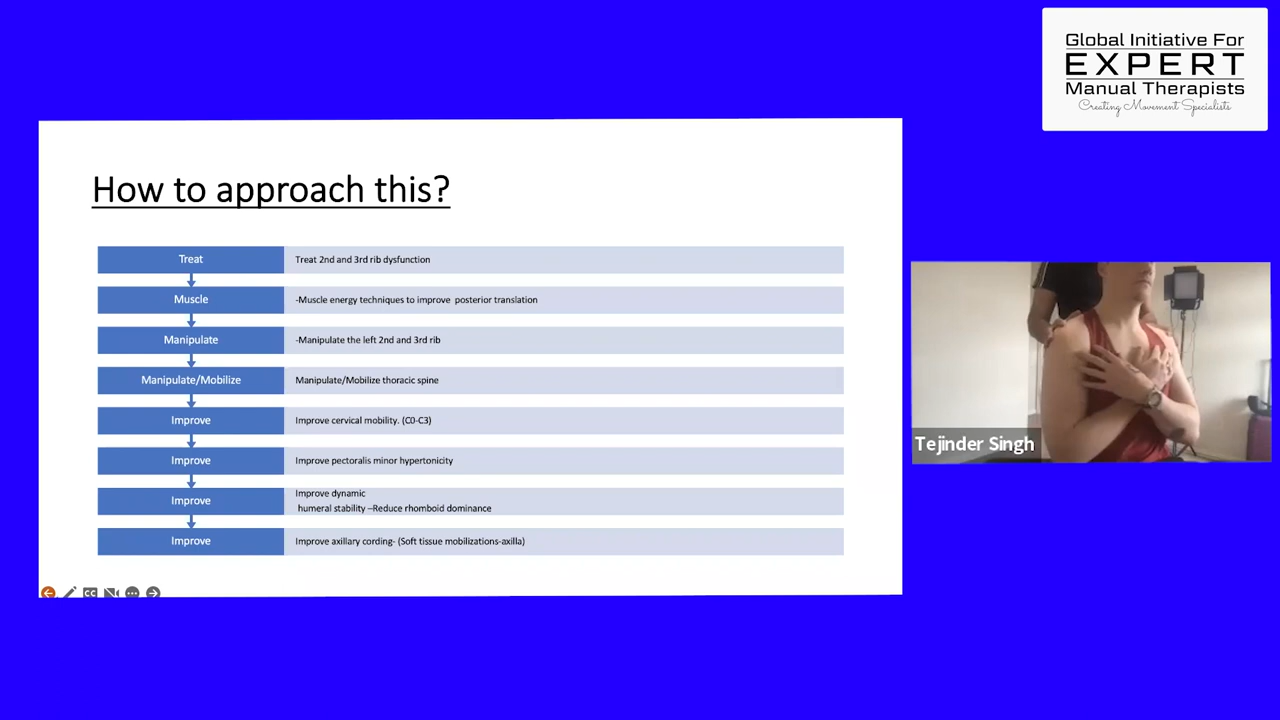 Global Initiative For
EXPERT
Manual Therapists
Creating Movement Specialists
How to approach this?
Treat
Treat 2nd and 3rd rib dysfunction
Muscle
-Muscle energy techniques to improve posterior translation
Manipulate
-Manipulate the left 2nd and 3rd rib
Manipulate/Mobilize
Manipulate/Mobilize thoracic spine
Improve
Improve cervical mobility. (C0-C3)
Improve
Improve pectoralis minor hypertonicity
Improve
Improve dynamic
humeral stability –Reduce rhomboid dominance
Improve
Improve axillary cording- (Soft tissue mobilizations-axilla)
CC
Tejinder Singh